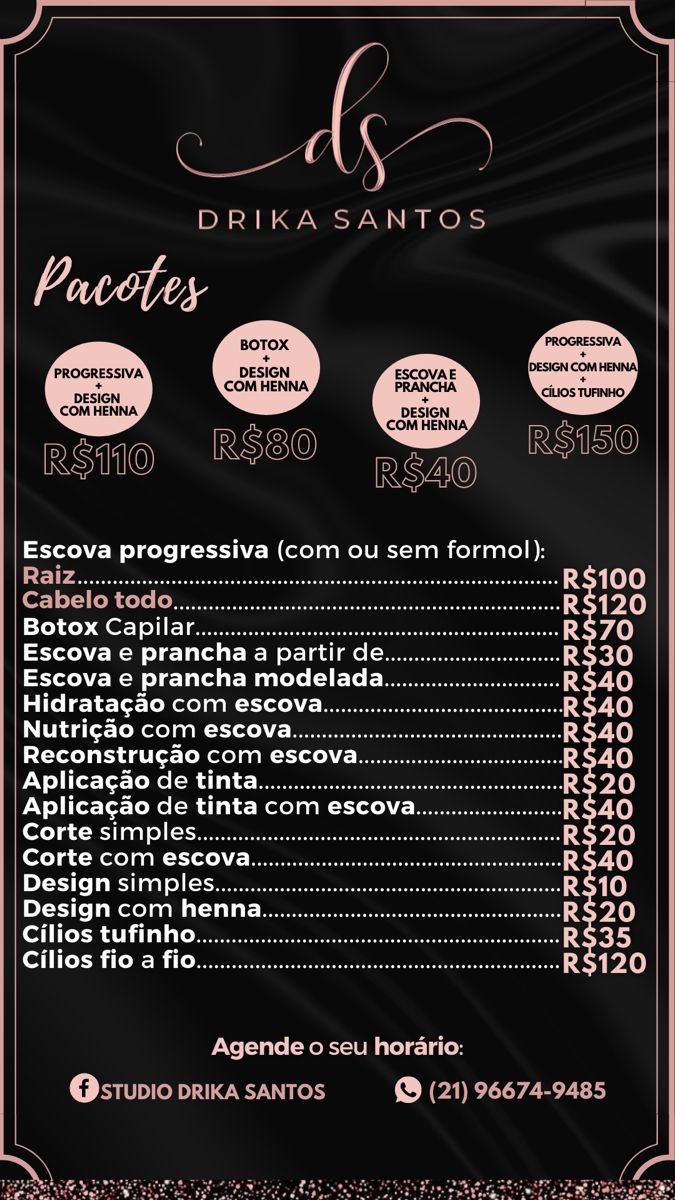 ds
DRIKA SANTOS
Pacotes
PROGRESSIVA
+
DESIGN
COM HENNA
R$110
BOTOX
+
DESIGN
COM HENNA
R$80
ESCOVA E
PRANCHA
+
DESIGN
COM HENNA
R$40
PROGRESSIVA
+
DESIGN COM HENNA
+
CÍLIOS TUFINHO
R$150
Escova progressiva (com ou sem formol):
Raiz.......................................................... R$100
Cabelo todo.......................................................... R$120
Botox Capilar.......................................................... R$70
Escova e prancha a partir de.......................................................... R$30
Escova e prancha modelada.......................................................... R$40
Hidratação com escova.......................................................... R$40
Nutrição com escova.......................................................... R$40
Reconstrução com escova.......................................................... R$40
Aplicação de tinta.......................................................... R$20
Aplicação de tinta com escova.......................................................... R$40
Corte simples.......................................................... R$20
Corte com escova.......................................................... R$40
Design simples.......................................................... R$10
Design com henna.......................................................... R$20
Cílios tufinho.......................................................... R$35
Cílios fio a fio.......................................................... R$120
Agende o seu horário:
STUDIO DRIKA SANTOS
(21) 96674-9485